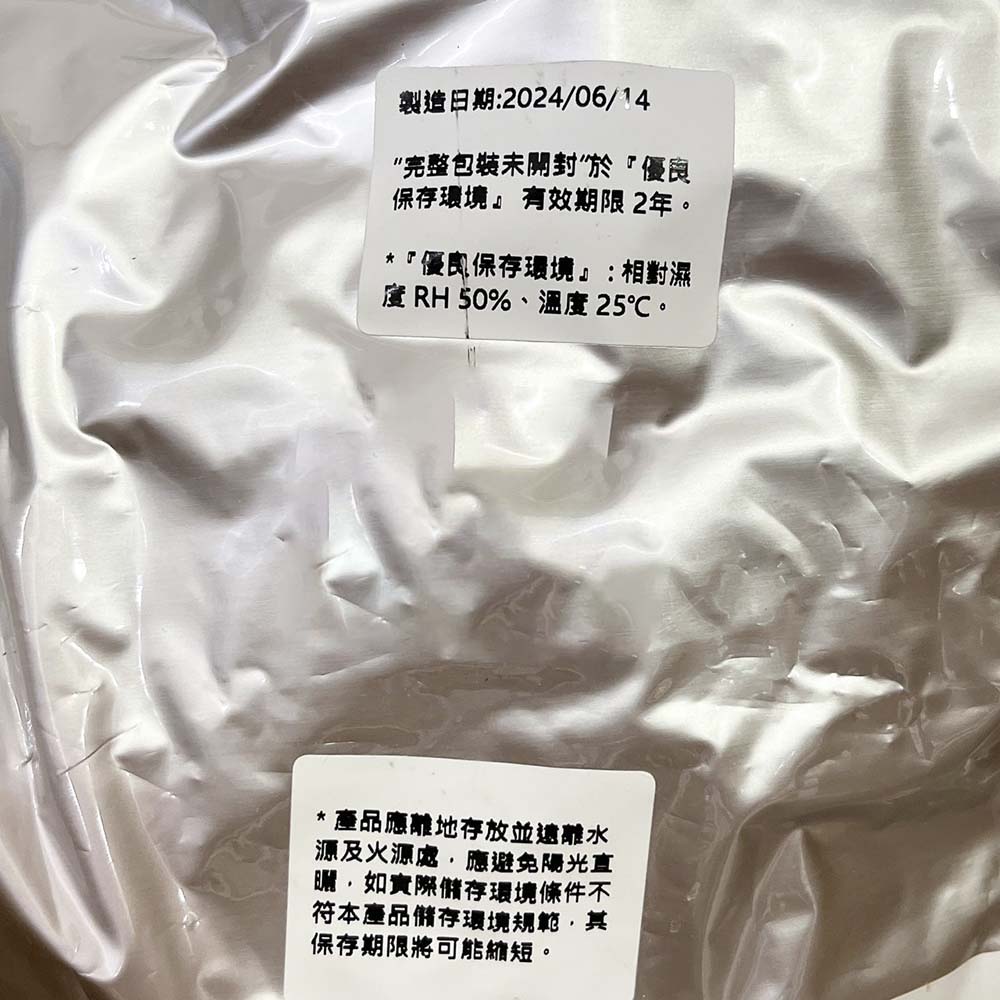 製造日期:2024/06/14
"完整包裝未開封"於『優良
保存環境』 有效期限 2年。
*『優良保存環境』:相對濕
度 RH 50%、溫度 25℃。
* 產品應離地存放並遠離水
源及火源處,應避免陽光直
曬,如實際儲存環境條件不
符本產品儲存環境規範,其
保存期限將可能縮短。